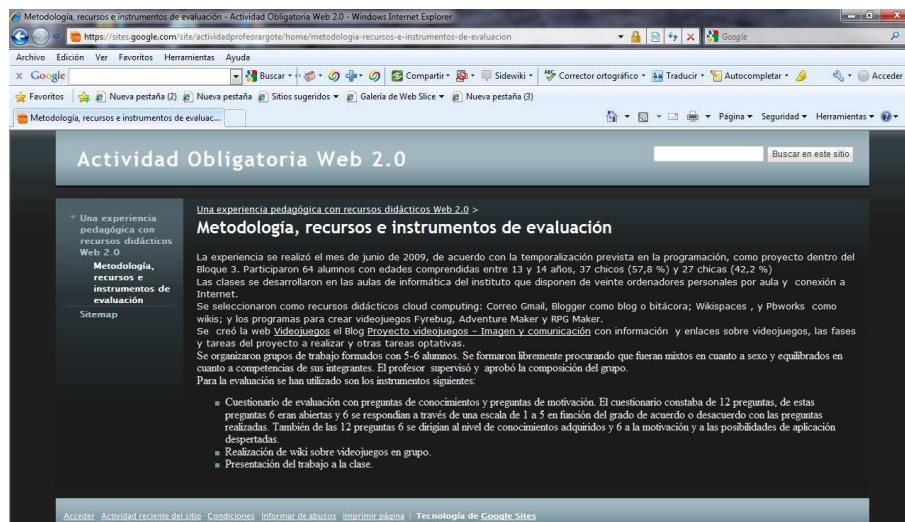 Metodología, recursos e instrumentos de evaluación - Actividad Obligatoria Web 2.0 - Windows Internet Explorer
https://sites.google.com/site/actividadprofeorargote/home/metodologia-recursos-e-instrumentos-de-evaluacion
Google
Archivo Edición Ver Favoritos Herramientas Ayuda
x Google Buscar Compartir Sidewiki Corrector ortográfico Traducir Autocompletar Acceder
Favoritos Nueva pestaña (2) Nueva pestaña Sitios sugeridos Galería de Web Slice Nueva pestaña (3)
Metodología, recursos e instrumentos de evaluac... Página Seguridad Herramientas
Actividad Obligatoria Web 2.0
Buscar en este sitio
Una experiencia
pedagógica con
recursos didácticos
Web 2.0
Metodología,
recursos e
instrumentos de
evaluación
Sitemap
Una experiencia pedagógica con recursos didácticos Web 2.0 >
Metodología, recursos e instrumentos de evaluación
La experiencia se realizó el mes de junio de 2009, de acuerdo con la temporalización prevista en la programación, como proyecto dentro del
Bloque 3. Participaron 64 alumnos con edades comprendidas entre 13 y 14 años, 37 chicos (57,8 %) y 27 chicas (42,2 %)
Las clases se desarrollaron en las aulas de informática del instituto que disponen de veinte ordenadores personales por aula y conexión a
Internet.
Se seleccionaron como recursos didácticos cloud computing: Correo Gmail, Blogger como blog o bitácora; Wikispaces , y Pbworks como
wikis; y los programas para crear videojuegos Fyrebug, Adventure Maker y RPG Maker.
Se creó la web Videojuegos el Blog Proyecto videojuegos – Imagen y comunicación con información y enlaces sobre videojuegos, las fases
y tareas del proyecto a realizar y otras tareas optativas.
Se organizaron grupos de trabajo formados con 5-6 alumnos. Se formaron libremente procurando que fueran mixtos en cuanto a sexo y equilibrados en
cuanto a competencias de sus integrantes. El profesor supervisó y aprobó la composición del grupo.
Para la evaluación se han utilizado son los instrumentos siguientes:
Cuestionario de evaluación con preguntas de conocimientos y preguntas de motivación. El cuestionario constaba de 12 preguntas, de estas
preguntas 6 eran abiertas y 6 se respondían a través de una escala de 1 a 5 en función del grado de acuerdo o desacuerdo con las preguntas
realizadas. También de las 12 preguntas 6 se dirigían al nivel de conocimientos adquiridos y 6 a la motivación y a las posibilidades de aplicación
despertadas.
Realización de wiki sobre videojuegos en grupo.
Presentación del trabajo a la clase.
Acceder Actividad reciente del sitio Condiciones Informar de abusos Imprimir página | Tecnología de Google Sites